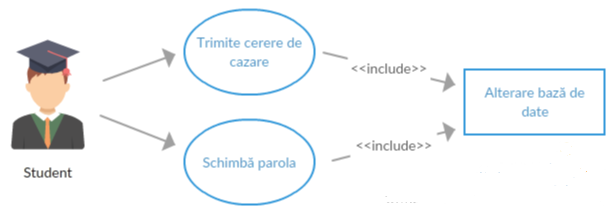 Trimite cerere de
cazare
<<include>>
Alterare bază de
date
<<include>>
Schimbă parola
Student